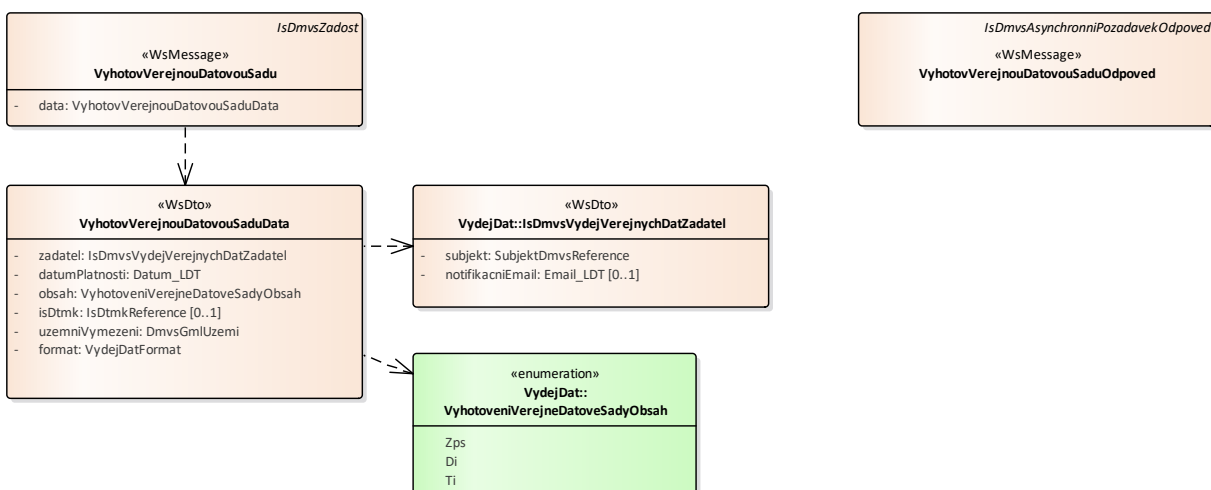 IsDmvsZadost
«WsMessage»
VyhotovVerejnouDatovouSadu
- data: VyhotovVerejnouDatovouSaduData
IsDmvsAsynchronniPozadavekOdpoved
«WsMessage»
VyhotovVerejnouDatovouSaduOdpoved
«WsDto»
VyhotovVerejnouDatovouSaduData
- zadatel: IsDmvsVydejVerejnychDatZadatel
- datumPlatnosti: Datum_LDT
- obsah: VyhotoveniVerejneDatoveSadyObsah
- isDtmk: IsDtmkReference [0..1]
- uzemniVymezeni: DmvsGmlUzemi
- format: VydejDatFormat
«WsDto»
VydejDat::IsDmvsVydejVerejnychDatZadatel
- subjekt: SubjektDmvsReference
- notifikacniEmail: Email_LDT [0..1]
«enumeration»
VydejDat::
VyhotoveniVerejneDatoveSadyObsah
Zps
Di
Ti